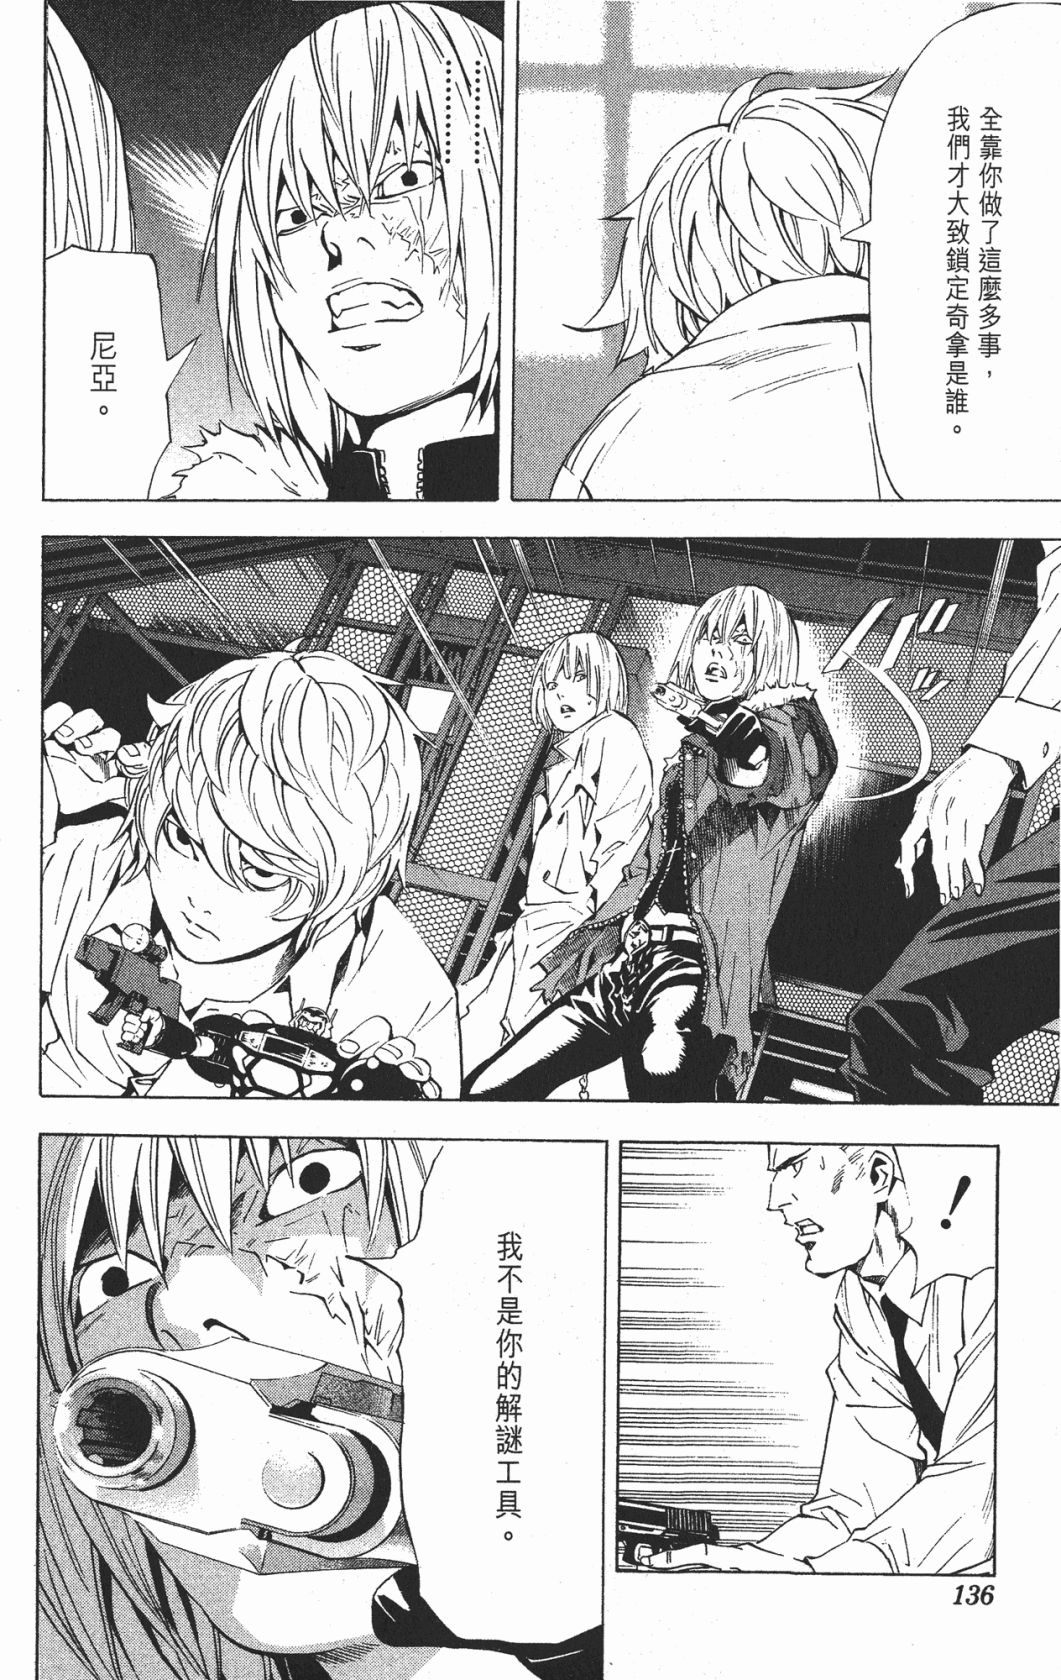 全靠你做了這麼多事，
我們才大致鎖定奇拿是誰。
⋯⋯
⋯⋯
尼亞。
！
我不是你的解謎工具。
136